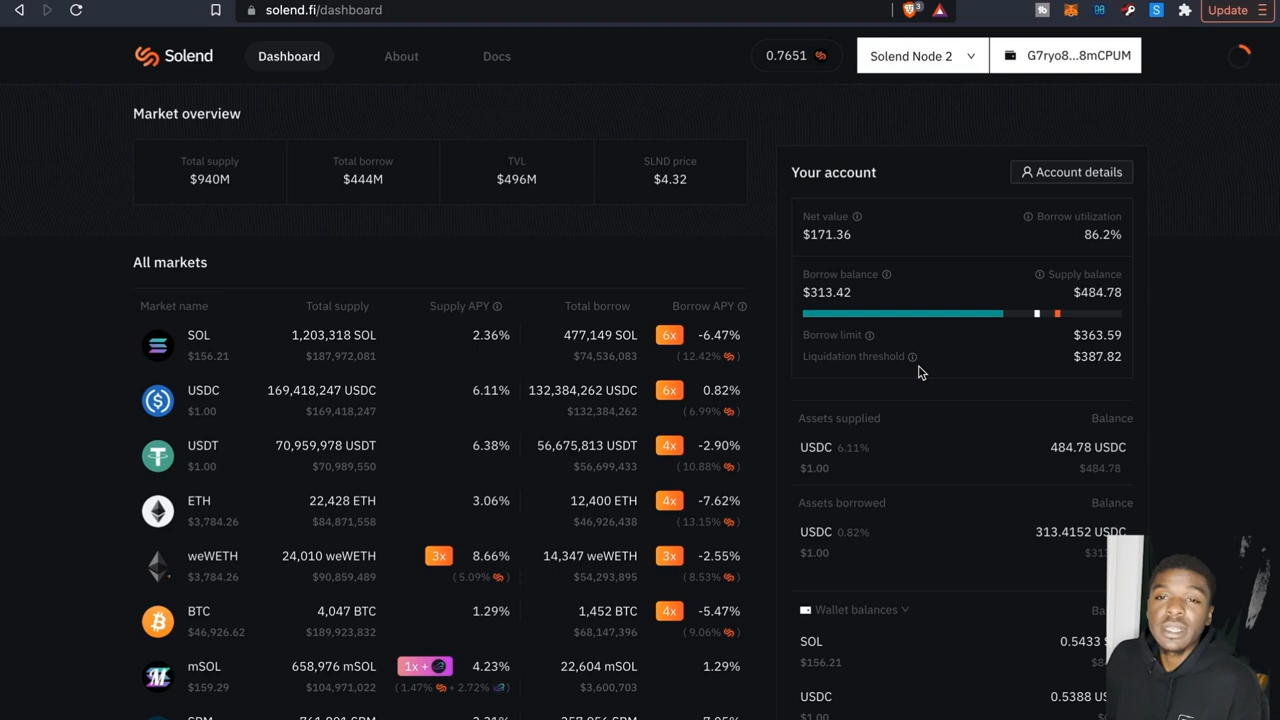 solend.fi/dashboard
3
Update
Solend
Dashboard
About
Docs
0.7651
Solend Node 2
G7ryo8...8mCPUM
Market overview
Total supply
$940M
Total borrow
$444M
TVL
$496M
SLND price
$4.32
All markets
Market name Total supply Supply APY Total borrow Borrow APY
SOL 1,203,318 SOL 2.36% 477,149 SOL 6x -6.47%
$156.21 $187,972,081 $74,536,083 (12.42%)
USDC 169,418,247 USDC 6.11% 132,384,262 USDC 6x 0.82%
$1.00 $169,418,247 $132,384,262 (6.99%)
USDT 70,959,978 USDT 6.38% 56,675,813 USDT 4x -2.90%
$1.00 $70,989,550 $56,699,433 (10.88%)
ETH 22,428 ETH 3.06% 12,400 ETH 4x -7.62%
$3,784.26 $84,871,558 $46,926,438 (13.15%)
weWETH 24,010 weWETH 3x 8.66% 14,347 weWETH 3x -2.55%
$3,784.26 $90,859,489 (5.09%) $54,293,895 (8.53%)
BTC 4,047 BTC 1.29% 1,452 BTC 4x -5.47%
$46,926.62 $189,923,832 $68,147,396 (9.06%)
mSOL 658,976 mSOL 1x + 4.23% 22,604 mSOL 1.29%
$159.29 $104,971,022 (1.47% + 2.72%) $3,600,703
Your account
Account details
Net value Borrow utilization
$171.36 86.2%
Borrow balance Supply balance
$313.42 $484.78
Borrow limit $363.59
Liquidation threshold $387.82
Assets supplied Balance
USDC 6.11% 484.78 USDC
$1.00 $484.78
Assets borrowed Balance
USDC 0.82% 313.4152 USDC
$1.00
Wallet balances
SOL 0.5433
$156.21
USDC 0.5388
$1.00